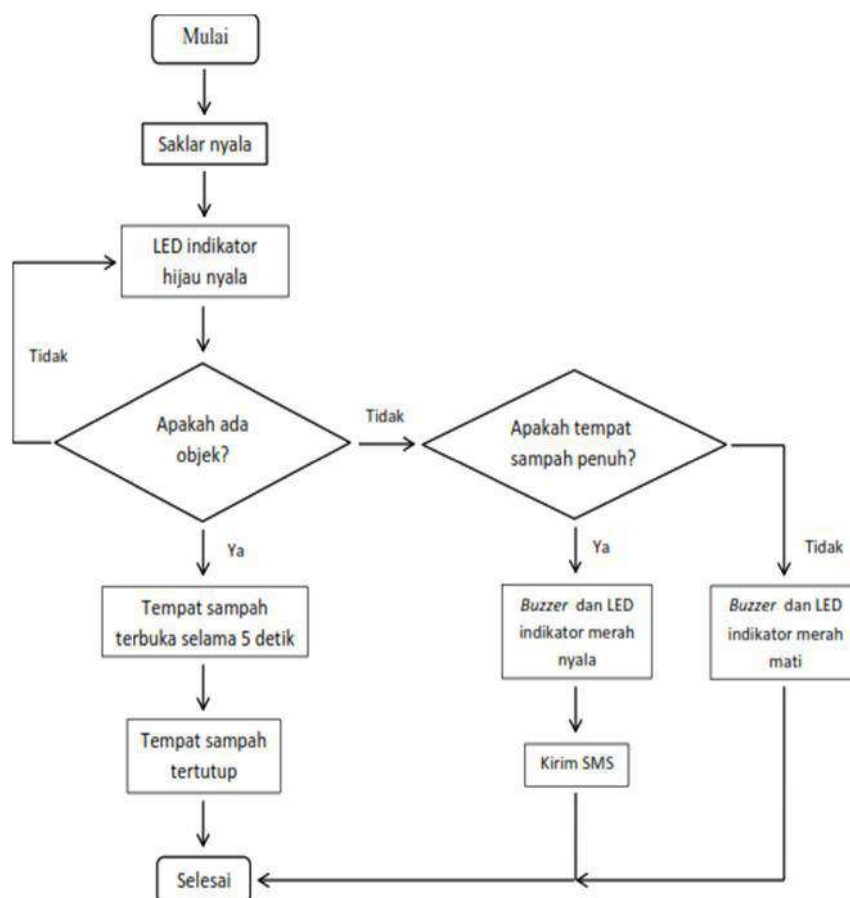 Mulai
Saklar nyala
LED indikator
hijau nyala
Tidak
Apakah ada
objek?
Tidak
Apakah tempat
sampah penuh?
Ya
Ya
Tidak
Tempat sampah
terbuka selama 5 detik
Buzzer dan LED
indikator merah
nyala
Buzzer dan LED
indikator merah
mati
Tempat sampah
tertutup
Kirim SMS
Selesai